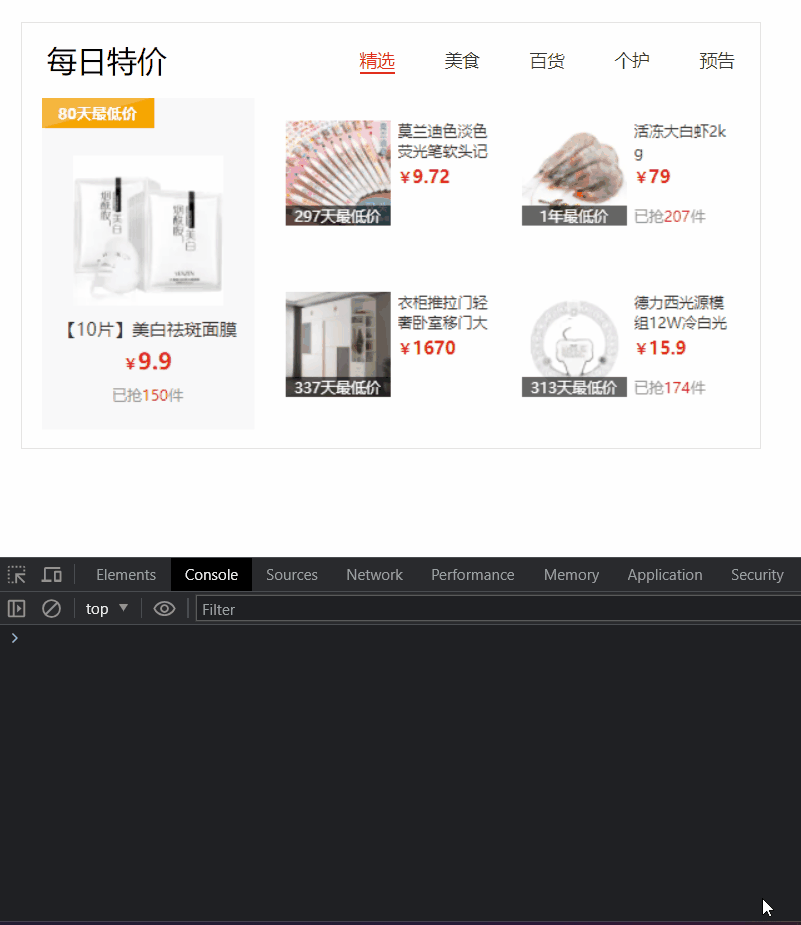 每日特价
精选 美食 百货 个护 预告
80天最低价
【10片】美白祛斑面膜
￥9.9
已抢150件
莫兰迪色淡色
荧光笔软头记
￥9.72
297天最低价
活冻大白虾2k
g
￥79
已抢207件
1年最低价
衣柜推拉门轻
奢卧室移门大
￥1670
337天最低价
德力西光源模
组12W冷白光
￥15.9
已抢174件
313天最低价
Elements Console Sources Network Performance Memory Application Security
top Filter